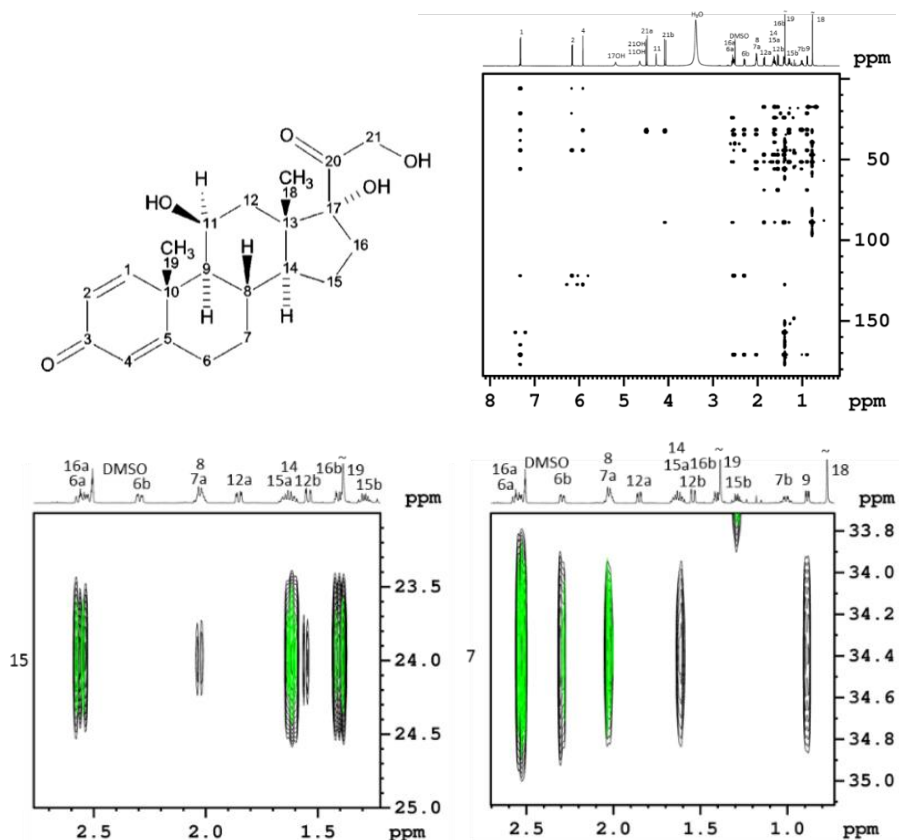 21
O
20
OH
CH3
18
OH
H
12
HO
11
13
17
CH3
19
H
16
1
9
14
15
2
10
8
H
H
3
5
7
O
4
6
H2O
~
16b
19
18
21a
1
2
4
21b
DMSO
14
21OH
16a
8
15a
11OH
11
6a
7a
12b
7b
9
17OH
6b
12a
15b
ppm
50
100
150
8 7 6 5 4 3 2 1 ppm
16a
DMSO
8
14
16b
~
19
6a
6b
7a
12a
15a
12b
15b
ppm
23.5
15
24.0
24.5
25.0
2.5 2.0 1.5 ppm
14
16a
DMSO
8
15a
16b
~
19
6a
6b
7a
12a
12b
15b
7b
9
18
ppm
33.8
34.0
34.2
7
34.4
34.6
34.8
35.0
2.5 2.0 1.5 1.0 ppm